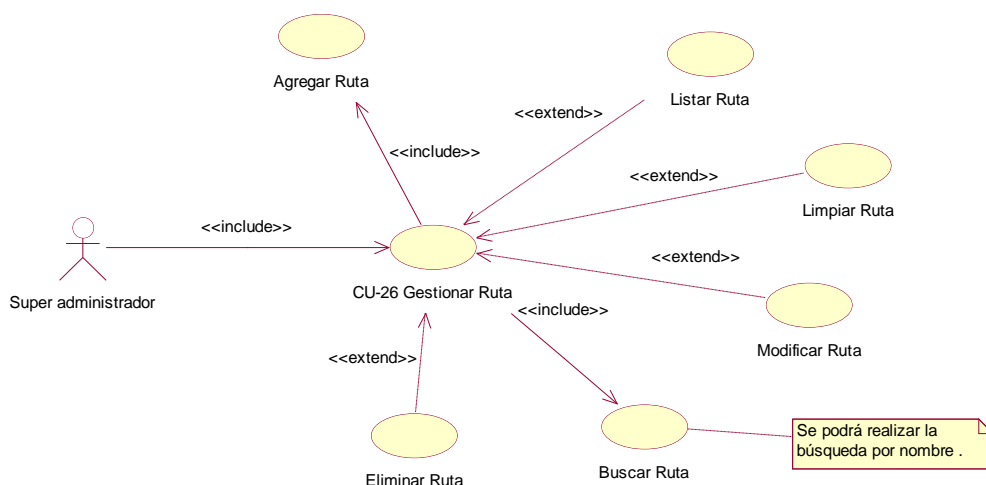 Agregar Ruta
Listar Ruta
<<extend>>
<<include>>
<<extend>>
Limpiar Ruta
<<include>>
Super administrador
CU-26 Gestionar Ruta
<<extend>>
<<include>>
Modificar Ruta
<<extend>>
Eliminar Ruta
Buscar Ruta
Se podrá realizar la
búsqueda por nombre .